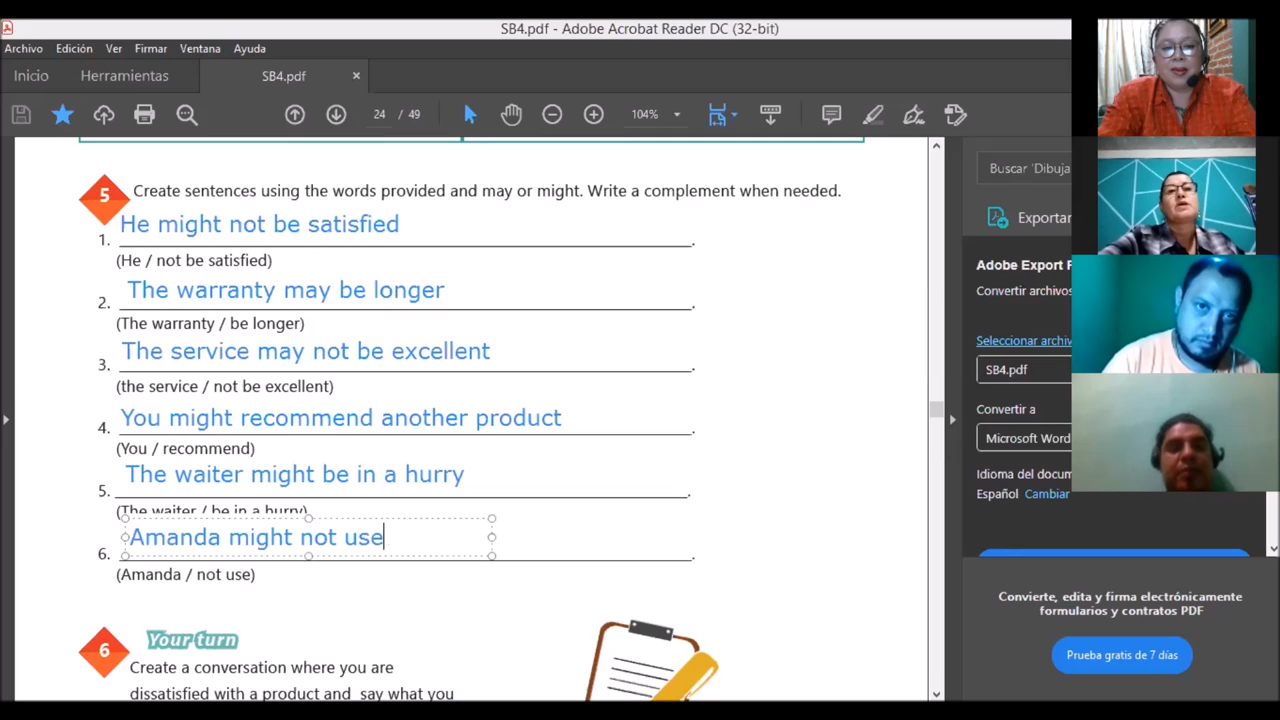 SB4.pdf - Adobe Acrobat Reader DC (32-bit)
Archivo Edición Ver Firmar Ventana Ayuda
Inicio Herramientas SB4.pdf ×
24 / 49 104%
5 Create sentences using the words provided and may or might. Write a complement when needed.
He might not be satisfied
1. .
(He / not be satisfied)
The warranty may be longer
2. .
(The warranty / be longer)
The service may not be excellent
3. .
(the service / not be excellent)
You might recommend another product
4. .
(You / recommend)
The waiter might be in a hurry
5. .
(The waiter / be in a hurry)
Amanda might not use
6. .
(Amanda / not use)
6 Your turn
Create a conversation where you are
dissatisfied with a product and say what you
Buscar 'Dibuja
Exportar
Adobe Export
Convertir archivos
Seleccionar archiv
SB4.pdf
Convertir a
Microsoft Word
Idioma del docum
Español Cambiar
Convierte, edita y firma electrónicamente
formularios y contratos PDF
Prueba gratis de 7 días